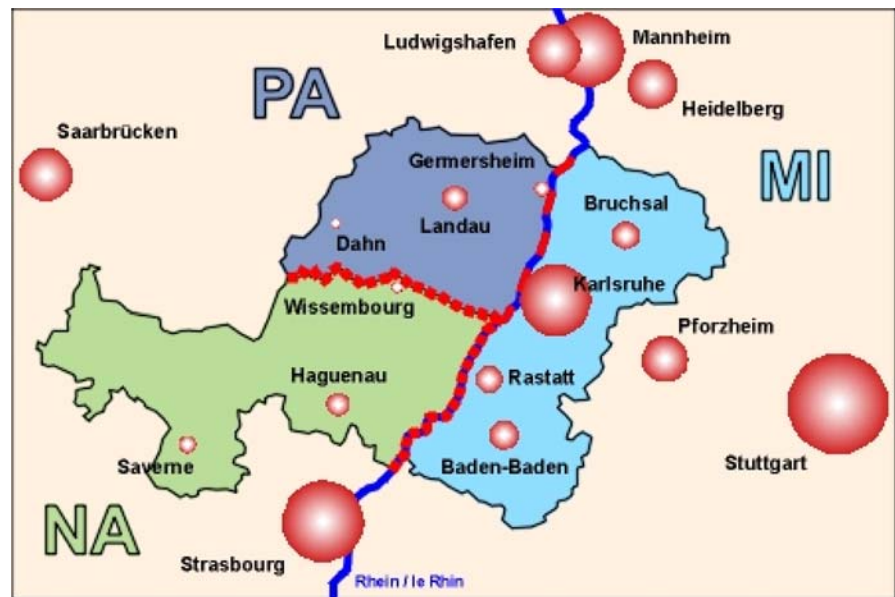 Ludwigshafen
Mannheim
PA
Heidelberg
Saarbrücken
Germersheim
MI
Bruchsal
Landau
Dahn
Karlsruhe
Wissembourg
Pforzheim
Haguenau
Rastatt
Saverne
Baden-Baden
Stuttgart
NA
Strasbourg
Rhein / le Rhin